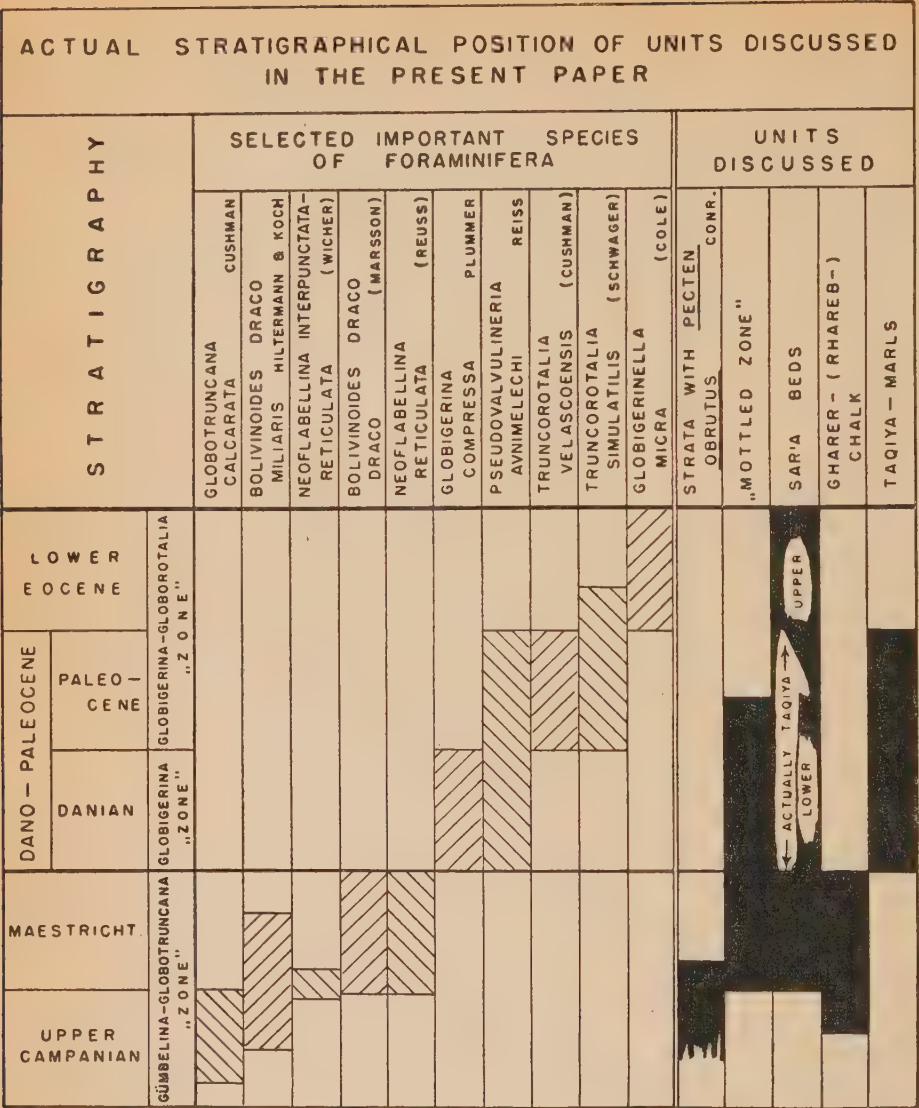 ACTUAL STRATIGRAPHICAL POSITION OF UNITS DISCUSSED
IN THE PRESENT PAPER
STRATIGRAPHY
SELECTED IMPORTANT SPECIES
OF FORAMINIFERA
UNITS
DISCUSSED
GLOBOTRUNCANA
CALCARATA CUSHMAN
BOLIVINOIDES DRACO
MILIARIS HILTERMANN & KOCH
NEOFLABELLINA INTERPUNCTATA-
RETICULATA (WICHER)
BOLIVINOIDES DRACO
DRACO (MARSSON)
NEOFLABELLINA
RETICULATA (REUSS)
GLOBIGERINA
COMPRESSA PLUMMER
PSEUDOVALVULINERIA
AVNIMELECHI REISS
TRUNCOROTALIA
VELASCOENSIS (CUSHMAN)
TRUNCOROTALIA
SIMULATILIS (SCHWAGER)
GLOBIGERINELLA
MICRA (COLE)
STRATA WITH PECTEN
OBRUTUS CONR.
„MOTTLED ZONE"
SAR'A BEDS
GHARER- (RHAREB-)
CHALK
TAQIYA-MARLS
LOWER
EOCENE
DANO-PALEOCENE
PALEO-
CENE
DANIAN
MAESTRICHT.
UPPER
CAMPANIAN
GLOBIGERINA-GLOBOROTALIA
„ZONE"
GLOBIGERINA
„ZONE"
GÜMBELINA-GLOBOTRUNCANA
„ZONE"
UPPER
← ACTUALLY TAQIYA →
LOWER